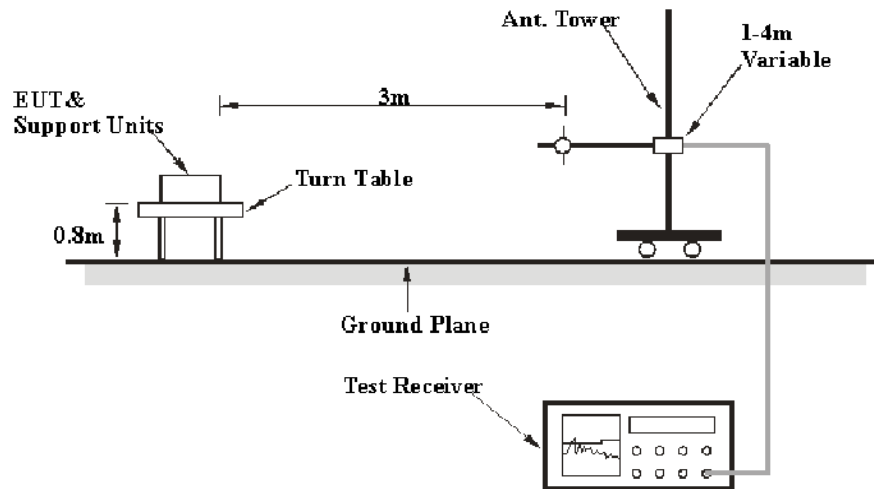 Ant. Tower
1-4m
Variable
3m
EUT&
Support Units
Turn Table
0.8m
Ground Plane
Test Receiver